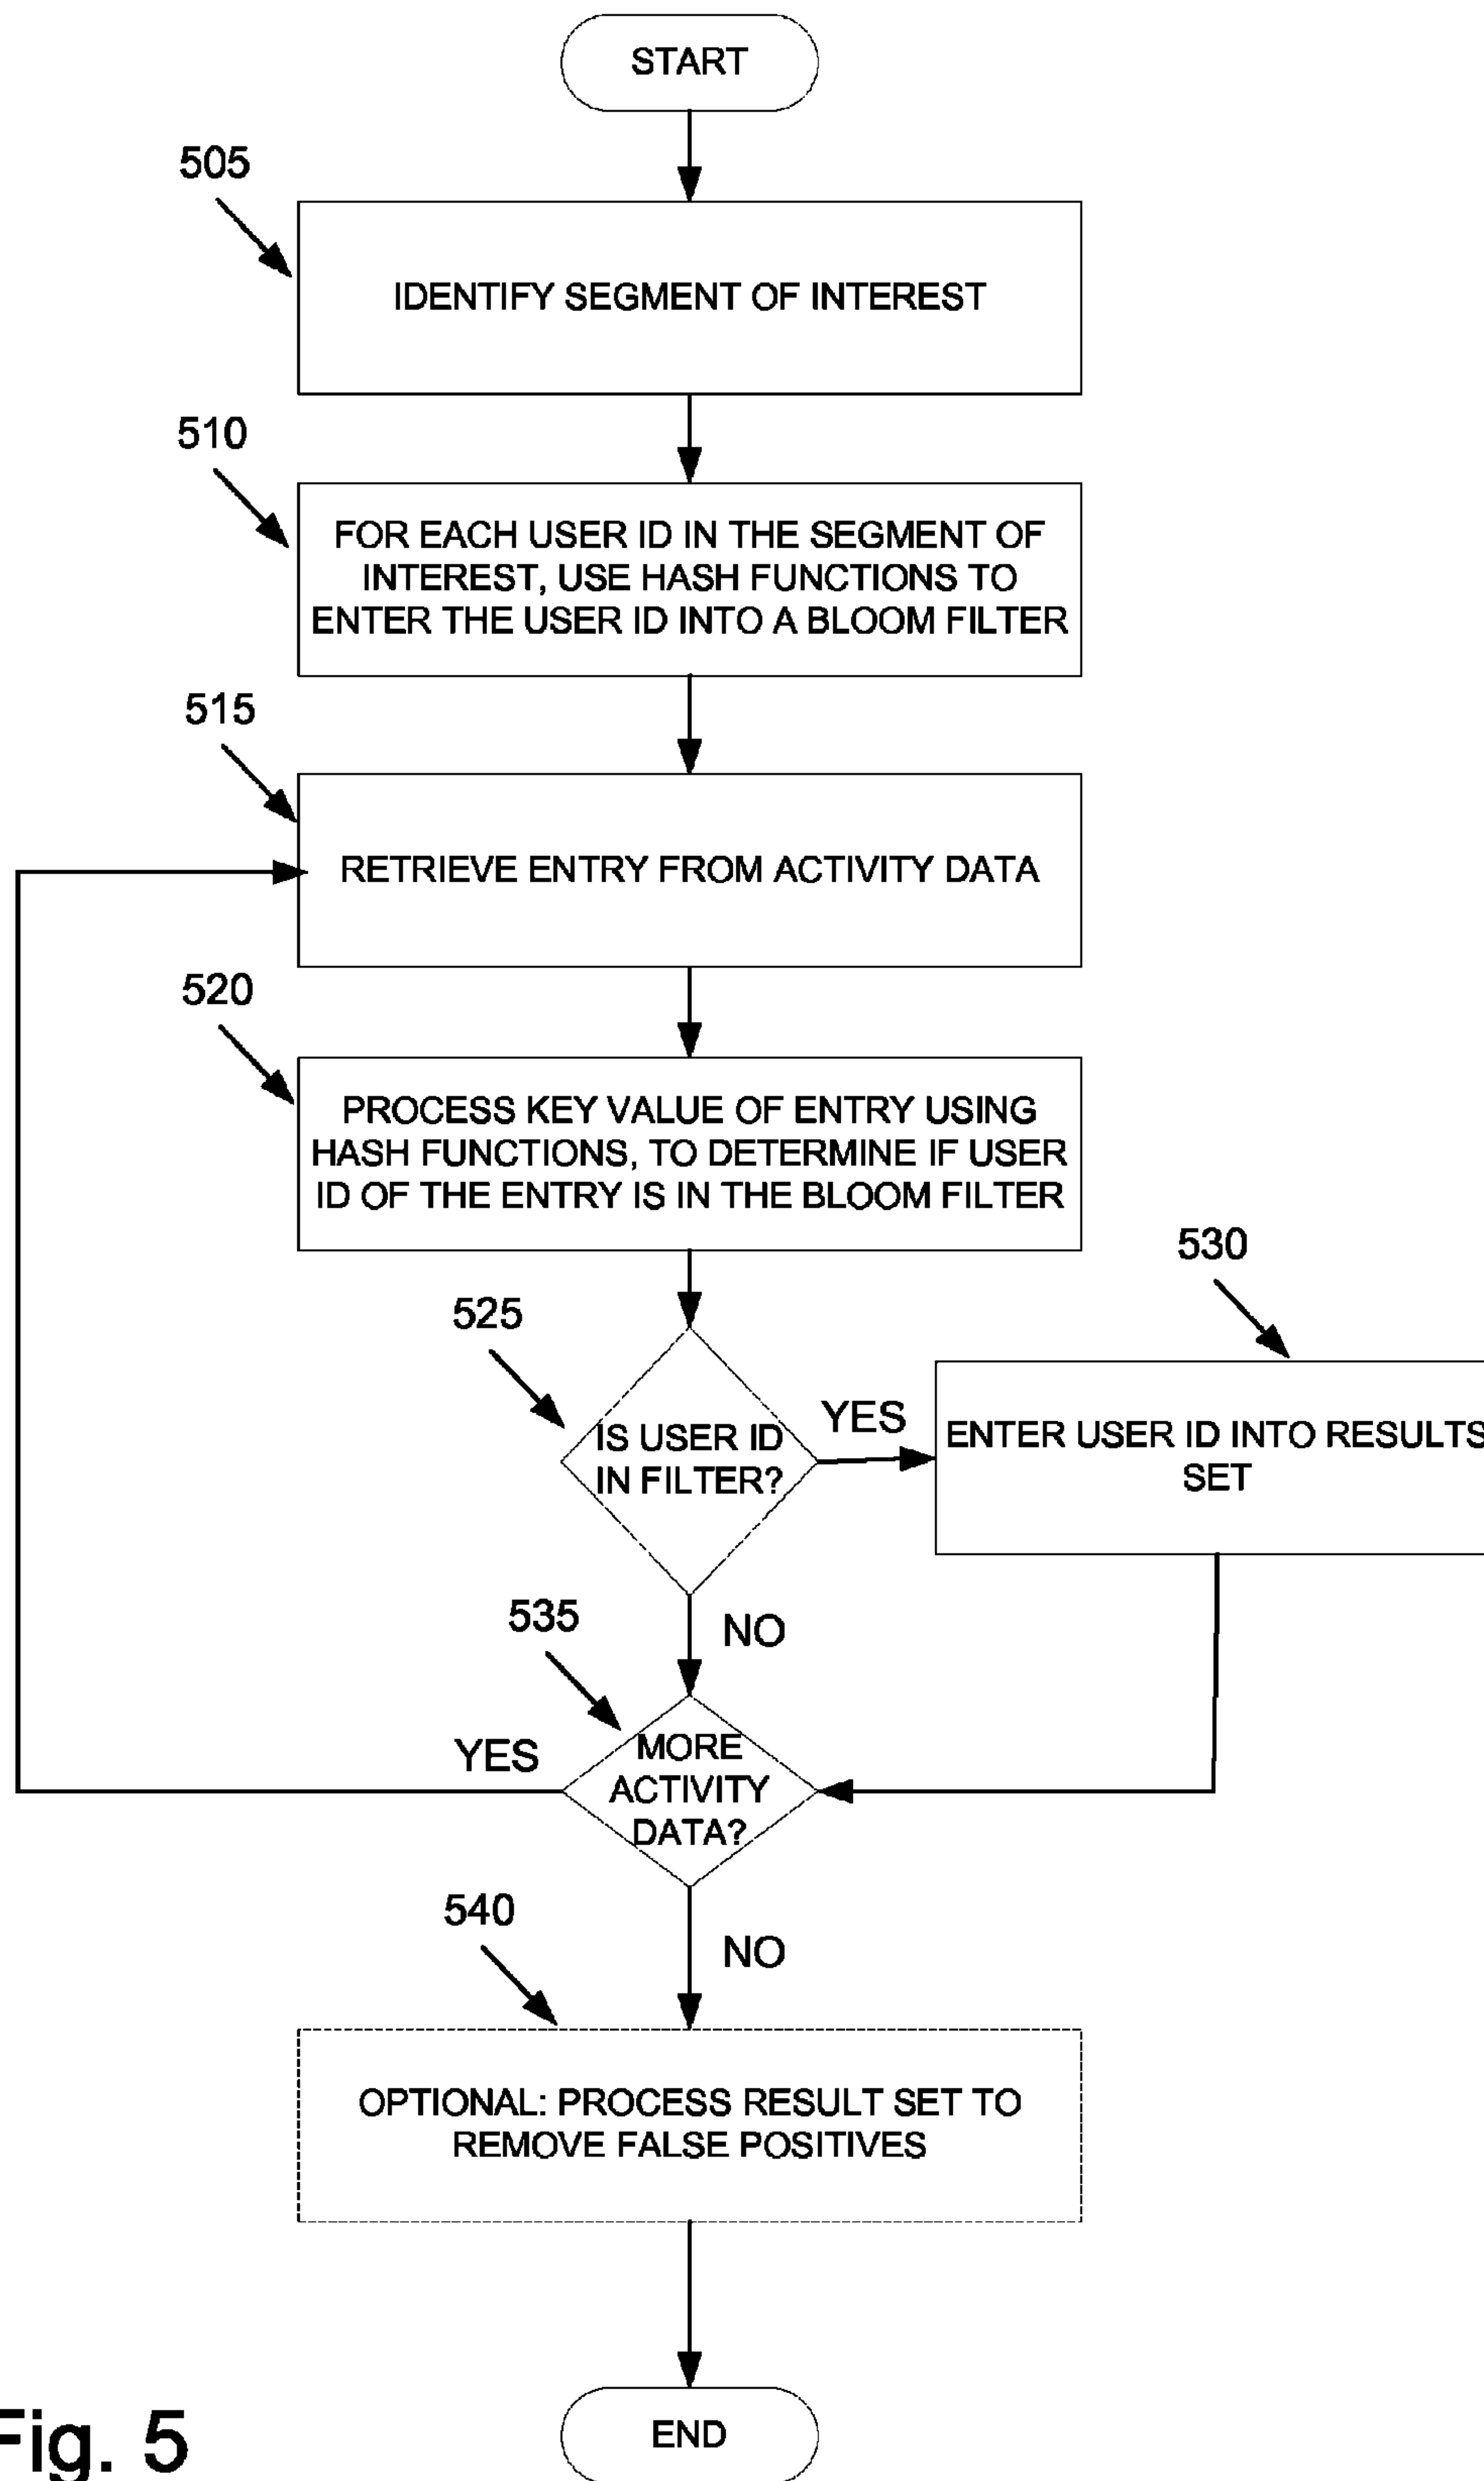 START
505
IDENTIFY SEGMENT OF INTEREST
510
FOR EACH USER ID IN THE SEGMENT OF
INTEREST, USE HASH FUNCTIONS TO
ENTER THE USER ID INTO A BLOOM FILTER
515
RETRIEVE ENTRY FROM ACTIVITY DATA
520
PROCESS KEY VALUE OF ENTRY USING
HASH FUNCTIONS, TO DETERMINE IF USER
ID OF THE ENTRY IS IN THE BLOOM FILTER
525
IS USER ID
IN FILTER?
YES
530
ENTER USER ID INTO RESULTS
SET
NO
535
MORE
ACTIVITY
DATA?
YES
NO
540
OPTIONAL: PROCESS RESULT SET TO
REMOVE FALSE POSITIVES
END
Fig. 5